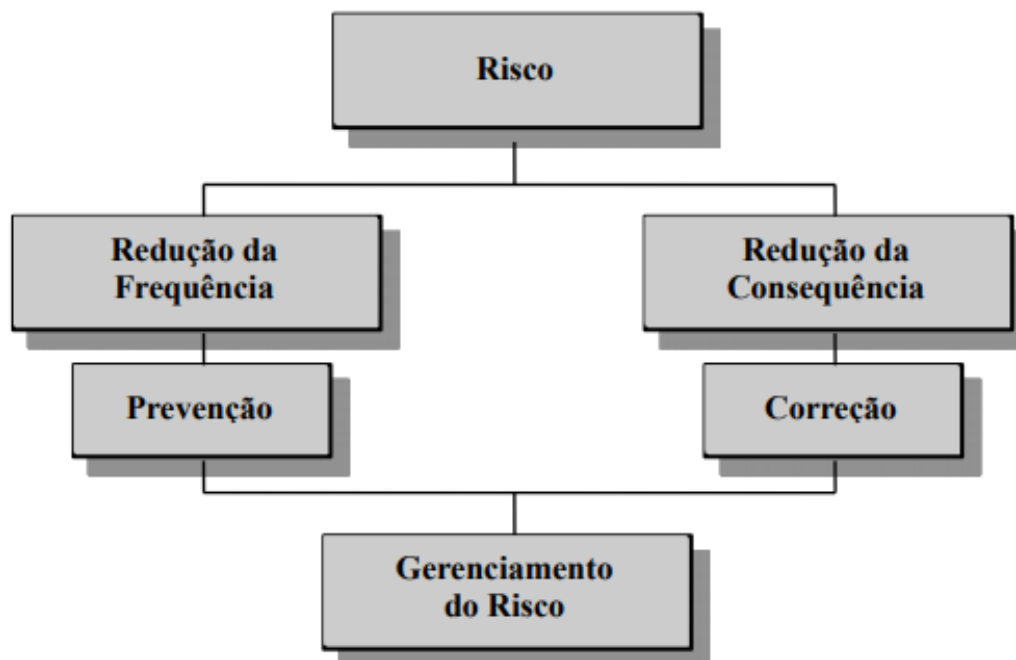 Risco
Redução da
Frequência
Redução da
Consequência
Prevenção
Correção
Gerenciamento
do Risco